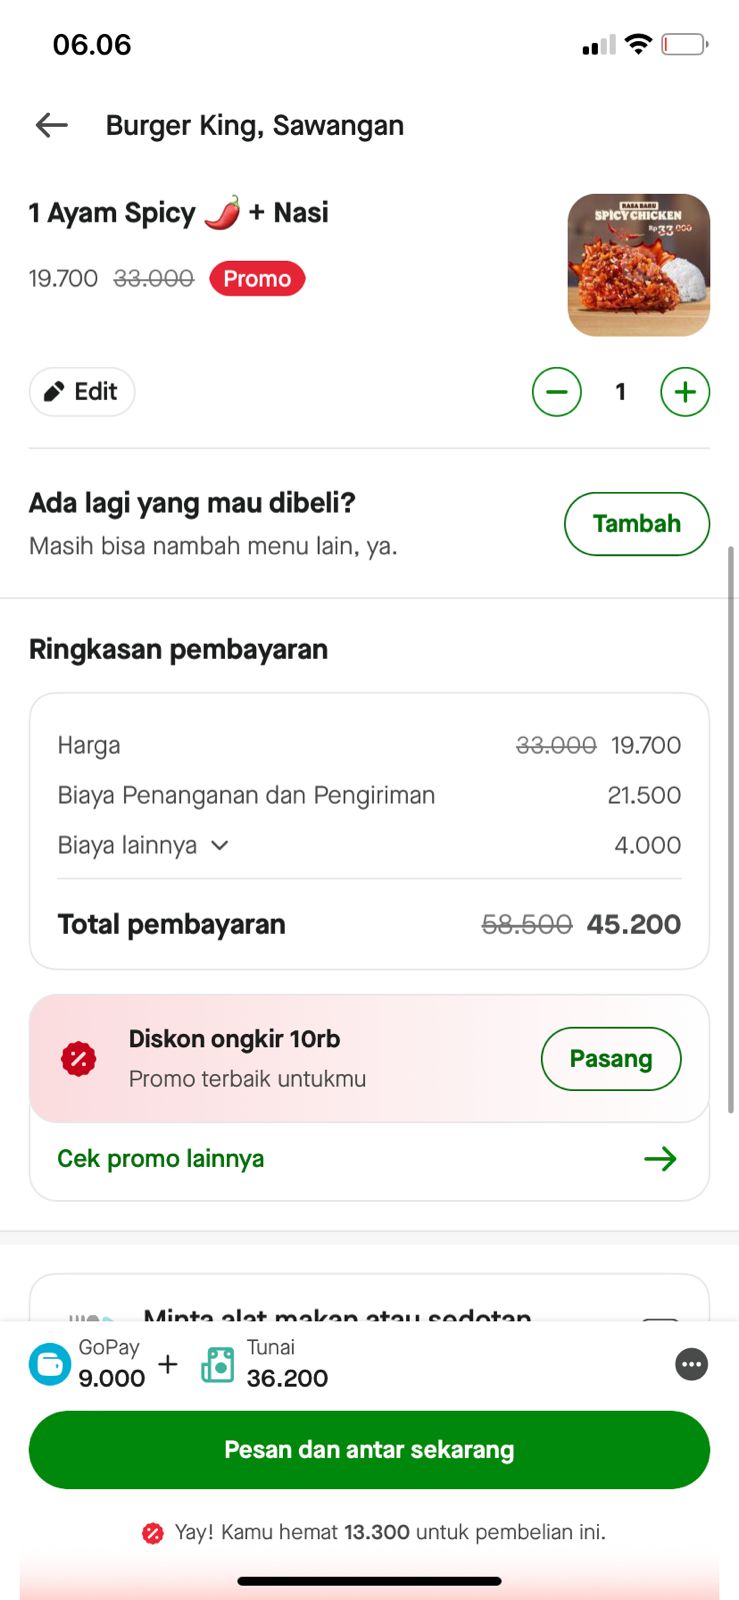 06.06
Burger King, Sawangan
1 Ayam Spicy 🌶️ + Nasi
RASA BARU
SPICY CHICKEN
Rp 33.000
19.700 33.000 Promo
Edit
1
Ada lagi yang mau dibeli?
Masih bisa nambah menu lain, ya.
Tambah
Ringkasan pembayaran
Harga 33.000 19.700
Biaya Penanganan dan Pengiriman 21.500
Biaya lainnya 4.000
Total pembayaran 58.500 45.200
Diskon ongkir 10rb
Promo terbaik untukmu
Pasang
Cek promo lainnya
Minta alat makan atau sedotan
GoPay
9.000
+
Tunai
36.200
Pesan dan antar sekarang
Yay! Kamu hemat 13.300 untuk pembelian ini.